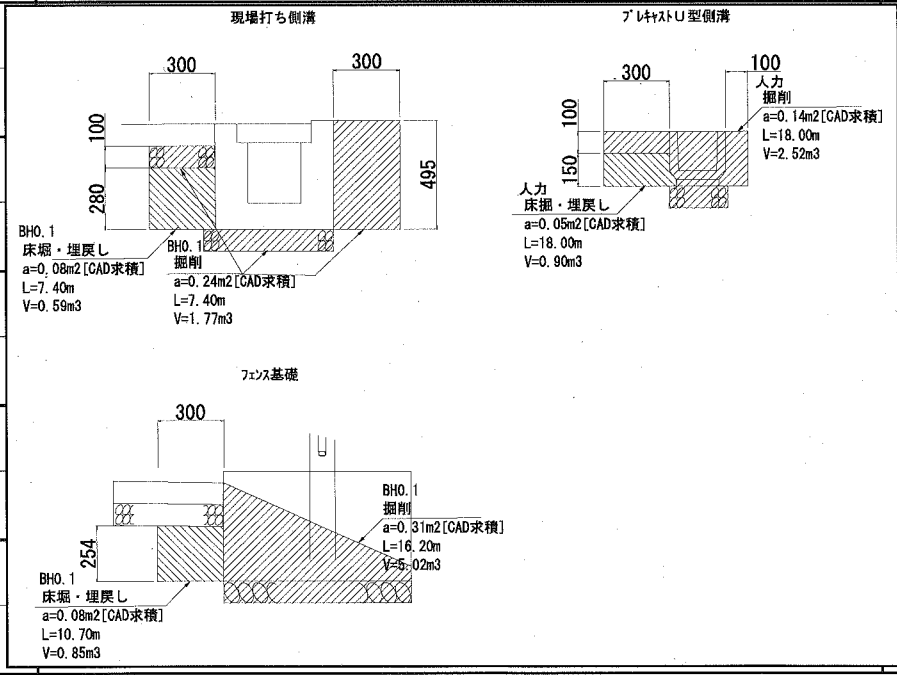 現場打ち側溝
300
300
100
280
495
BH0.1
床堀・埋戻し
a=0.08m2[CAD求積]
L=7.40m
V=0.59m3
BH0.1
掘削
a=0.24m2[CAD求積]
L=7.40m
V=1.77m3
プレキャストU型側溝
300
100
100
150
人力
掘削
a=0.14m2[CAD求積]
L=18.00m
V=2.52m3
人力
床掘・埋戻し
a=0.05m2[CAD求積]
L=18.00m
V=0.90m3
フェンス基礎
300
254
BH0.1
掘削
a=0.31m2[CAD求積]
L=16.20m
V=5.02m3
BH0.1
床堀・埋戻し
a=0.08m2[CAD求積]
L=10.70m
V=0.85m3